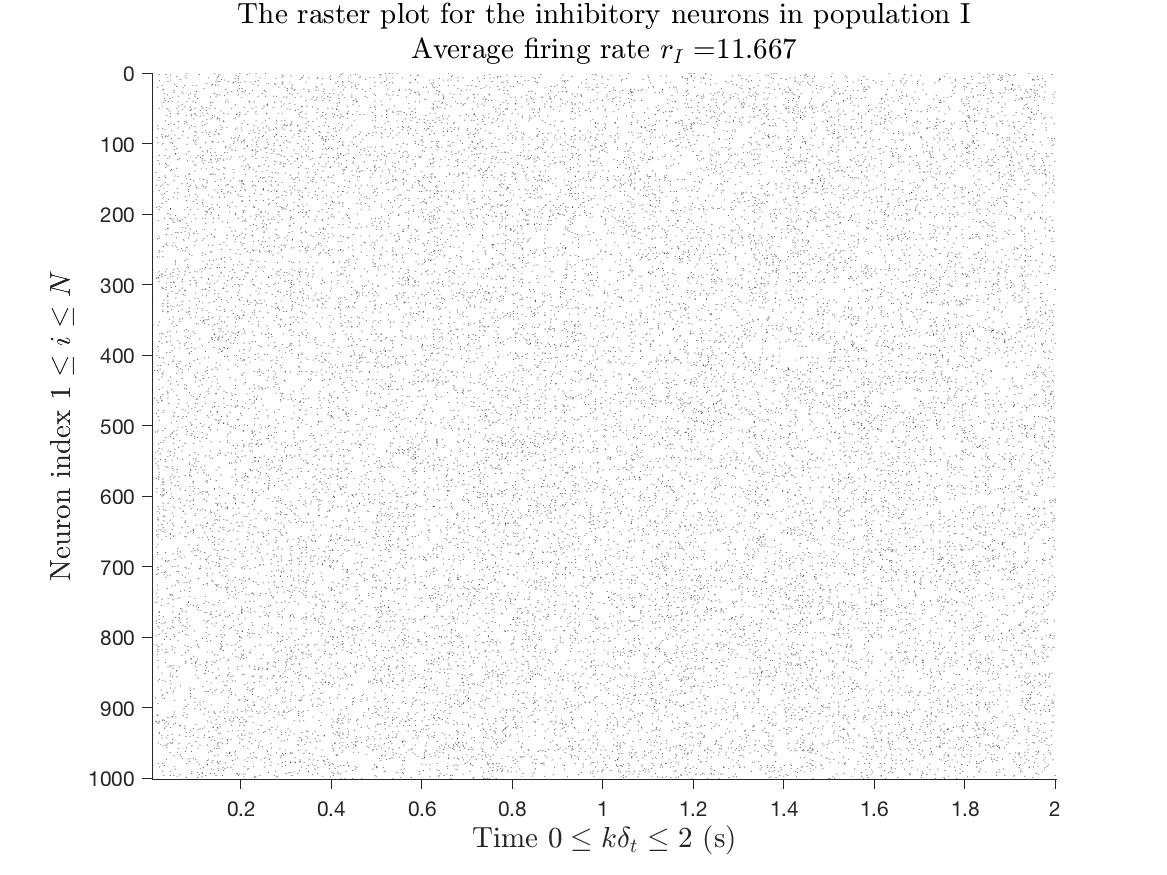 The raster plot for the inhibitory neurons in population I
Average firing rate r_I =11.667
0
100
200
300
400
500
600
700
800
900
1000
Neuron index 1 ≤ i ≤ N
0.2 0.4 0.6 0.8 1 1.2 1.4 1.6 1.8 2
Time 0 ≤ kδ_t ≤ 2 (s)